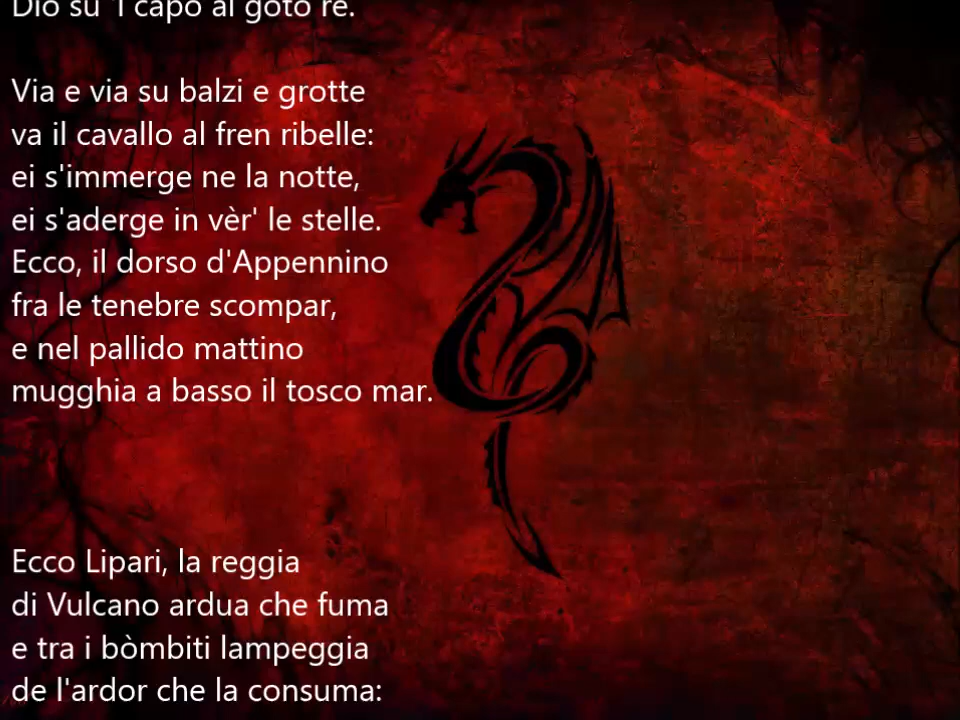 Dio su 'l capo al goto re.
Via e via su balzi e grotte
va il cavallo al fren ribelle:
ei s'immerge ne la notte,
ei s'aderge in vèr' le stelle.
Ecco, il dorso d'Appennino
fra le tenebre scompar,
e nel pallido mattino
mugghia a basso il tosco mar.
Ecco Lipari, la reggia
di Vulcano ardua che fuma
e tra i bòmbiti lampeggia
de l'ardor che la consuma: